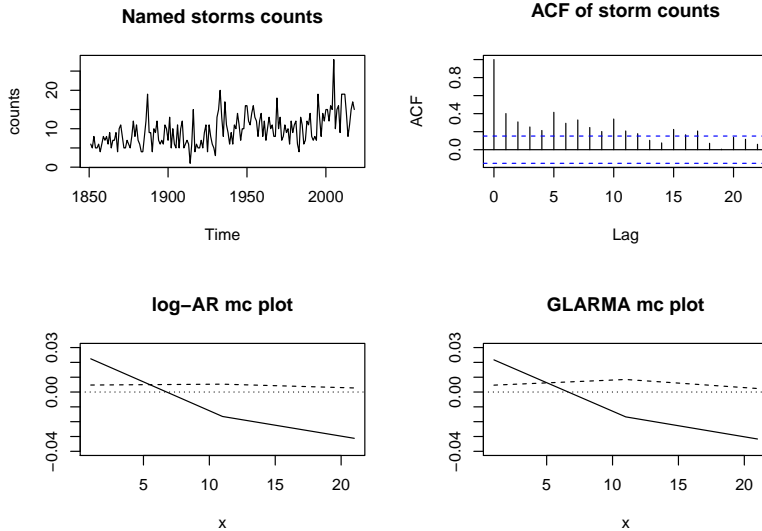 Named storms counts
counts
0
10
20
1850
1900
1950
2000
Time
ACF of storm counts
ACF
0.0
0.4
0.8
0
5
10
15
20
Lag
log−AR mc plot
−0.04
0.00
0.03
5
10
15
20
x
GLARMA mc plot
−0.04
0.00
0.03
5
10
15
20
x